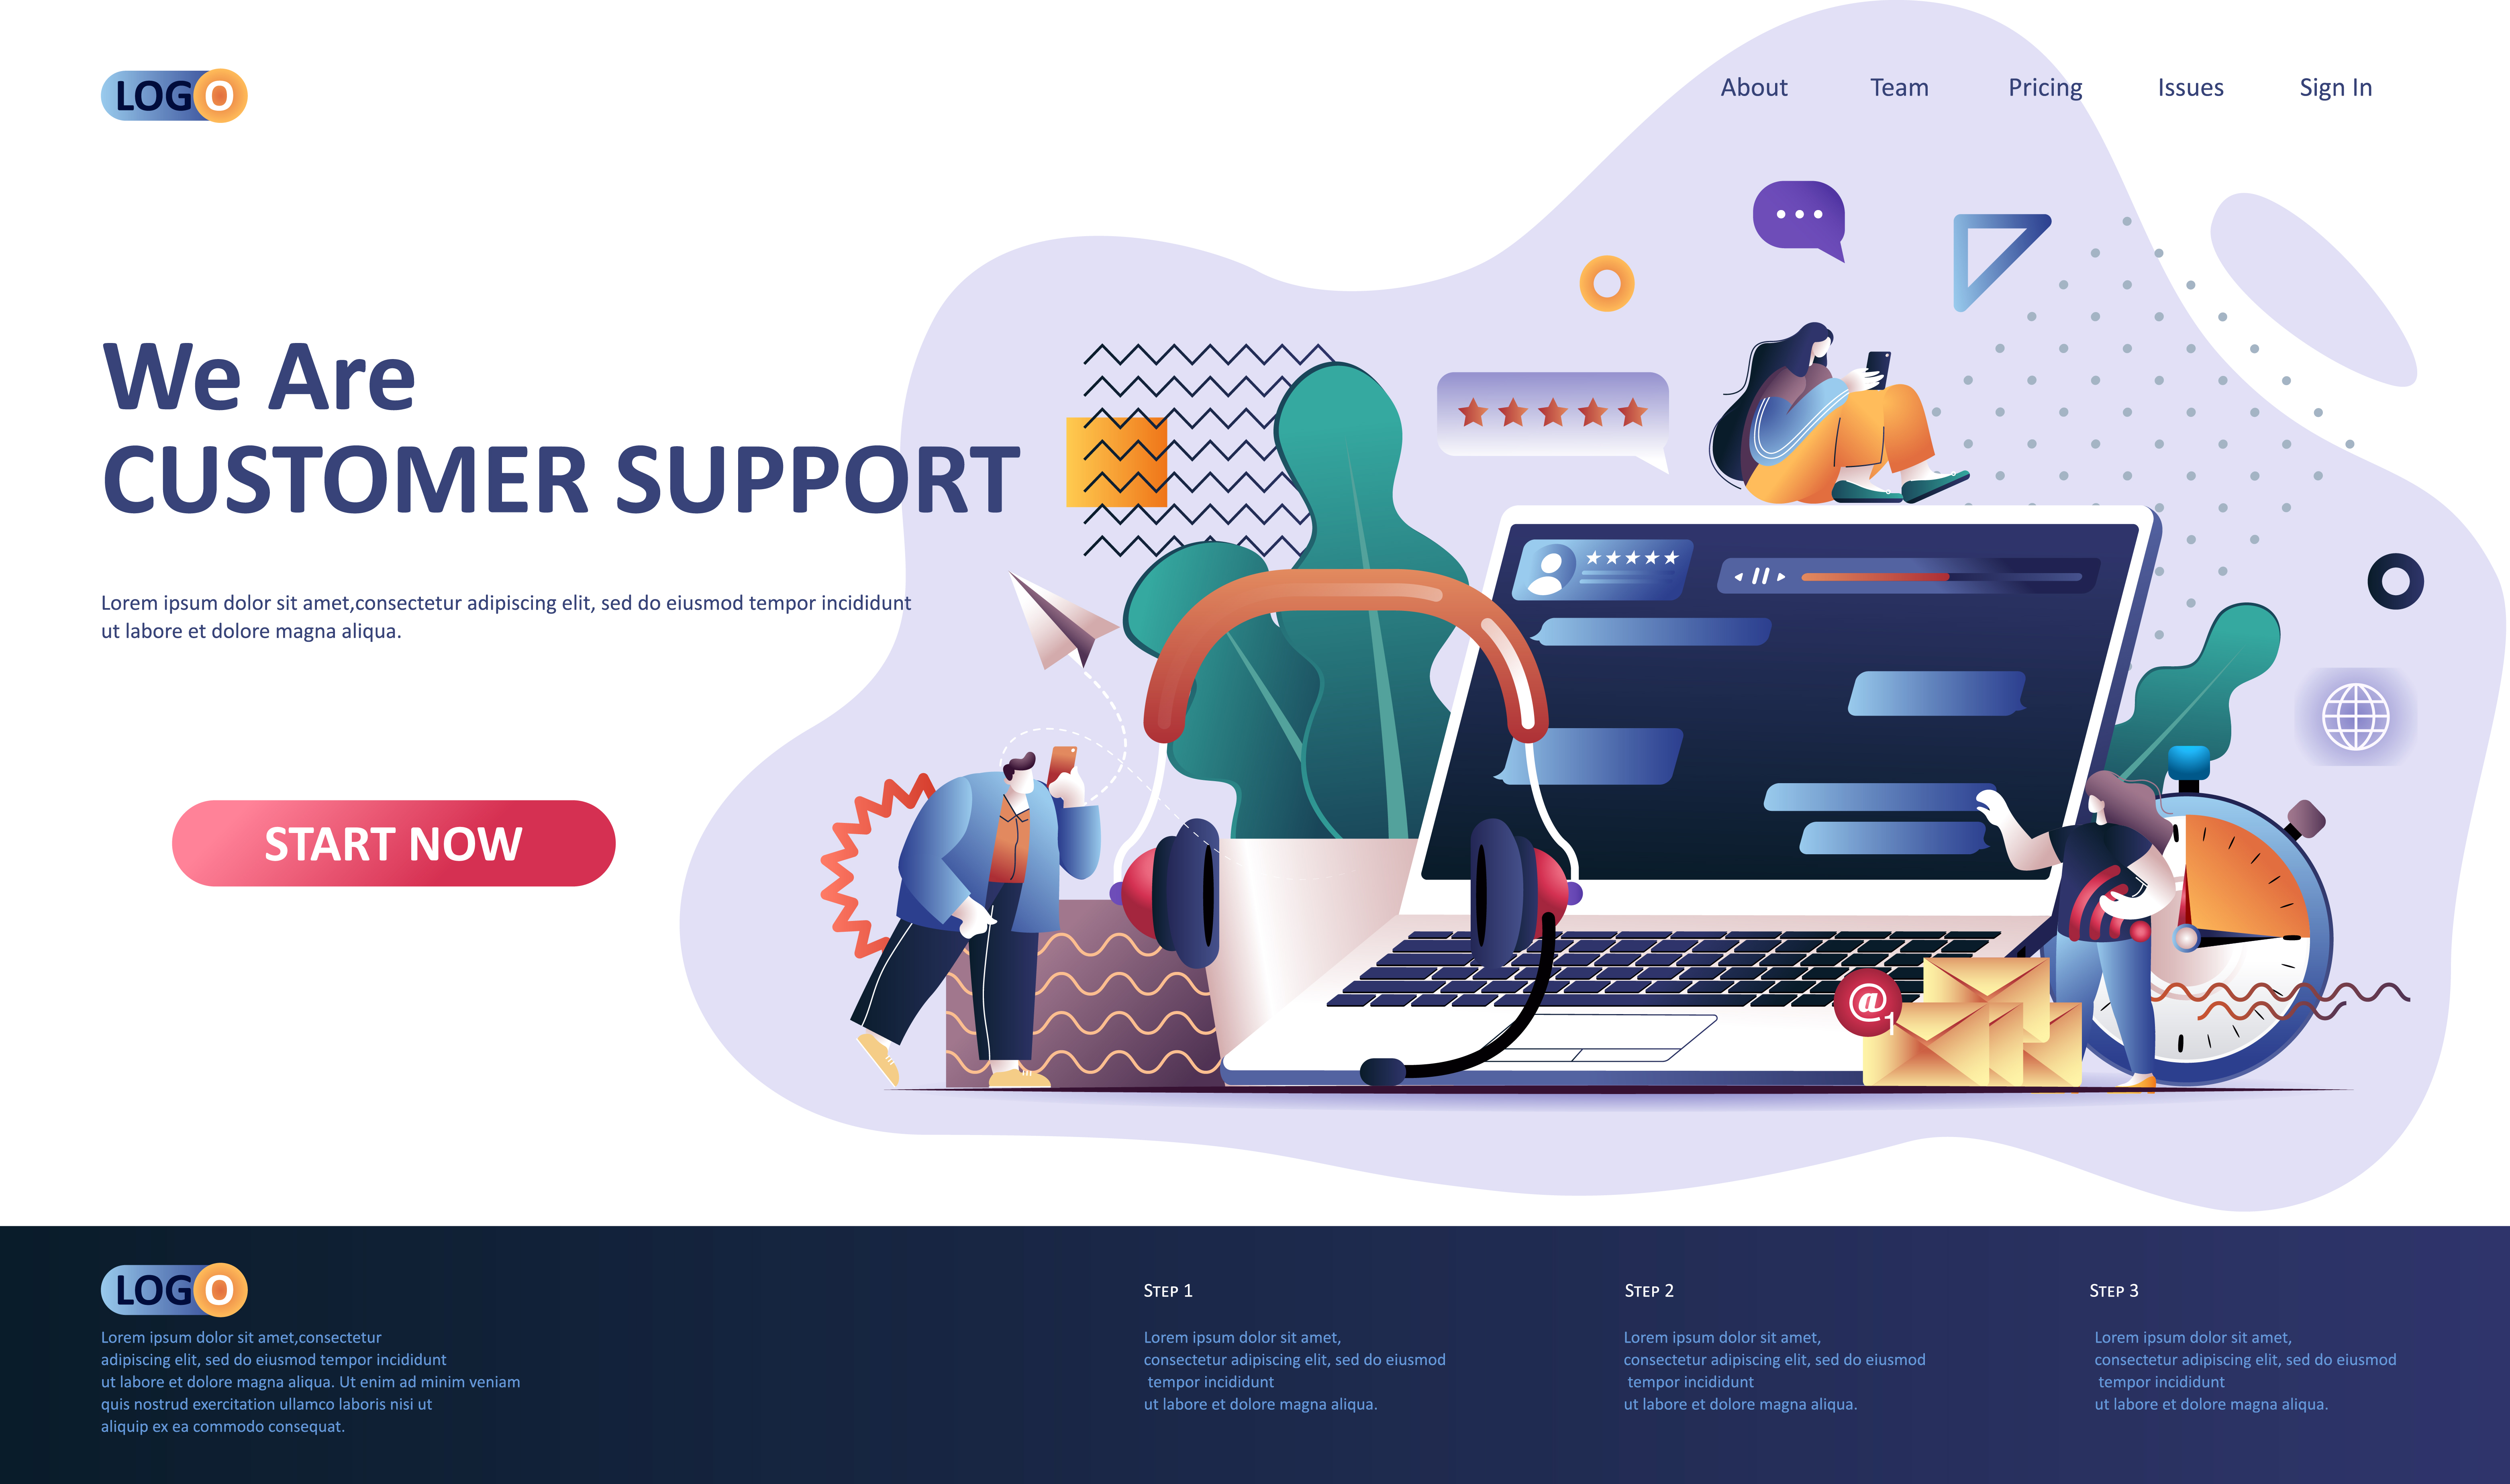 LOGO
About Team Pricing Issues Sign In
We Are
CUSTOMER SUPPORT
Lorem ipsum dolor sit amet,consectetur adipiscing elit, sed do eiusmod tempor incididunt
ut labore et dolore magna aliqua.
START NOW
@1
LOGO
Lorem ipsum dolor sit amet,consectetur
adipiscing elit, sed do eiusmod tempor incididunt
ut labore et dolore magna aliqua. Ut enim ad minim veniam
quis nostrud exercitation ullamco laboris nisi ut
aliquip ex ea commodo consequat.
Step 1
Lorem ipsum dolor sit amet,
consectetur adipiscing elit, sed do eiusmod
tempor incididunt
ut labore et dolore magna aliqua.
Step 2
Lorem ipsum dolor sit amet,
consectetur adipiscing elit, sed do eiusmod
tempor incididunt
ut labore et dolore magna aliqua.
Step 3
Lorem ipsum dolor sit amet,
consectetur adipiscing elit, sed do eiusmod
tempor incididunt
ut labore et dolore magna aliqua.